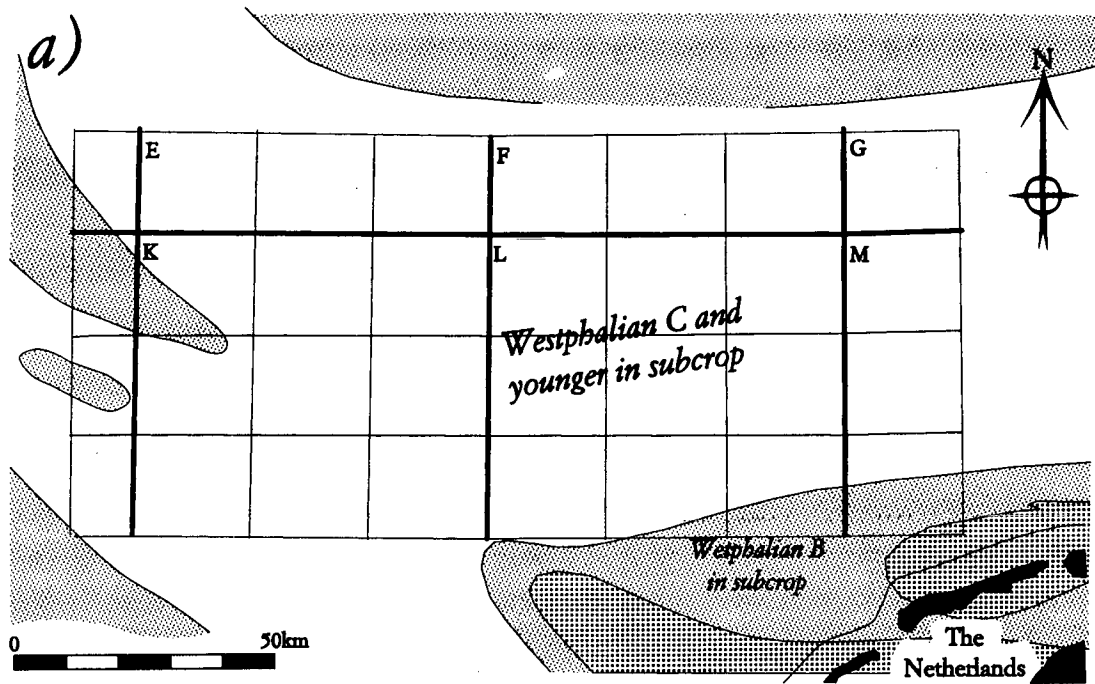 a)
N
E
F
G
K
L
M
Westphalian C and
younger in subcrop
Westphalian B
in subcrop
0
50km
The
Netherlands